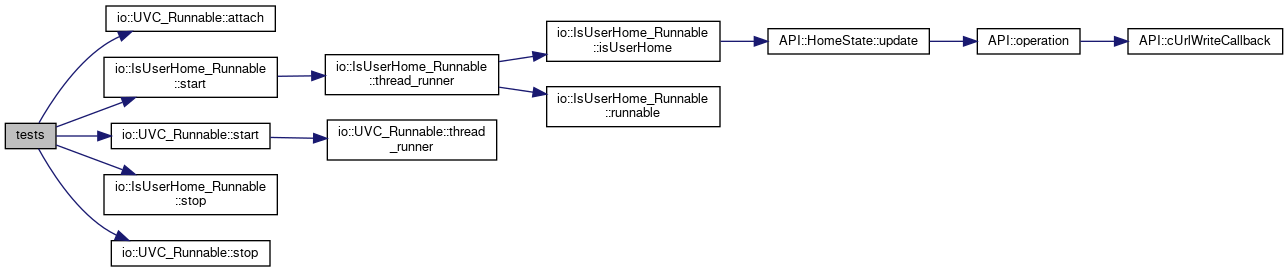 tests
io::UVC_Runnable::attach
io::IsUserHome_Runnable
::start
io::UVC_Runnable::start
io::IsUserHome_Runnable
::stop
io::UVC_Runnable::stop
io::IsUserHome_Runnable
::thread_runner
io::UVC_Runnable::thread
_runner
io::IsUserHome_Runnable
::isUserHome
io::IsUserHome_Runnable
::runnable
API::HomeState::update
API::operation
API::cUrlWriteCallback